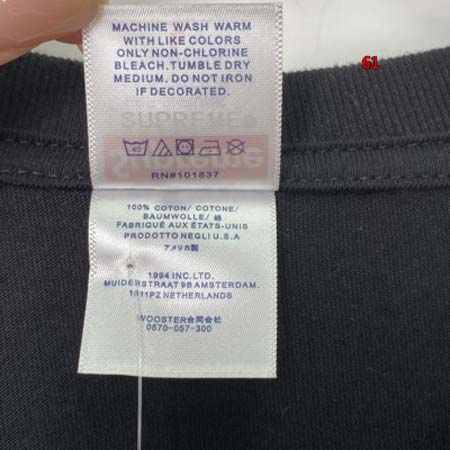 61
MACHINE WASH WARM
WITH LIKE COLORS
ONLY NON-CHLORINE
BLEACH. TUMBLE DRY
MEDIUM. DO NOT IRON
IF DECORATED.
SUPREME
40
Supreme
RN#101837
100% COTON/ COTONE/
BAUMWOLLE/ 綿
FABRIQUÉ AUX ÉTATS-UNIS
PRODOTTO NEGLI U.S.A
アメリカ製
1994 INC.LTD.
MUIDERSTRAAT 9B AMSTERDAM
1011PZ NETHERLANDS
WOOSTER合同会社
0570-057-300